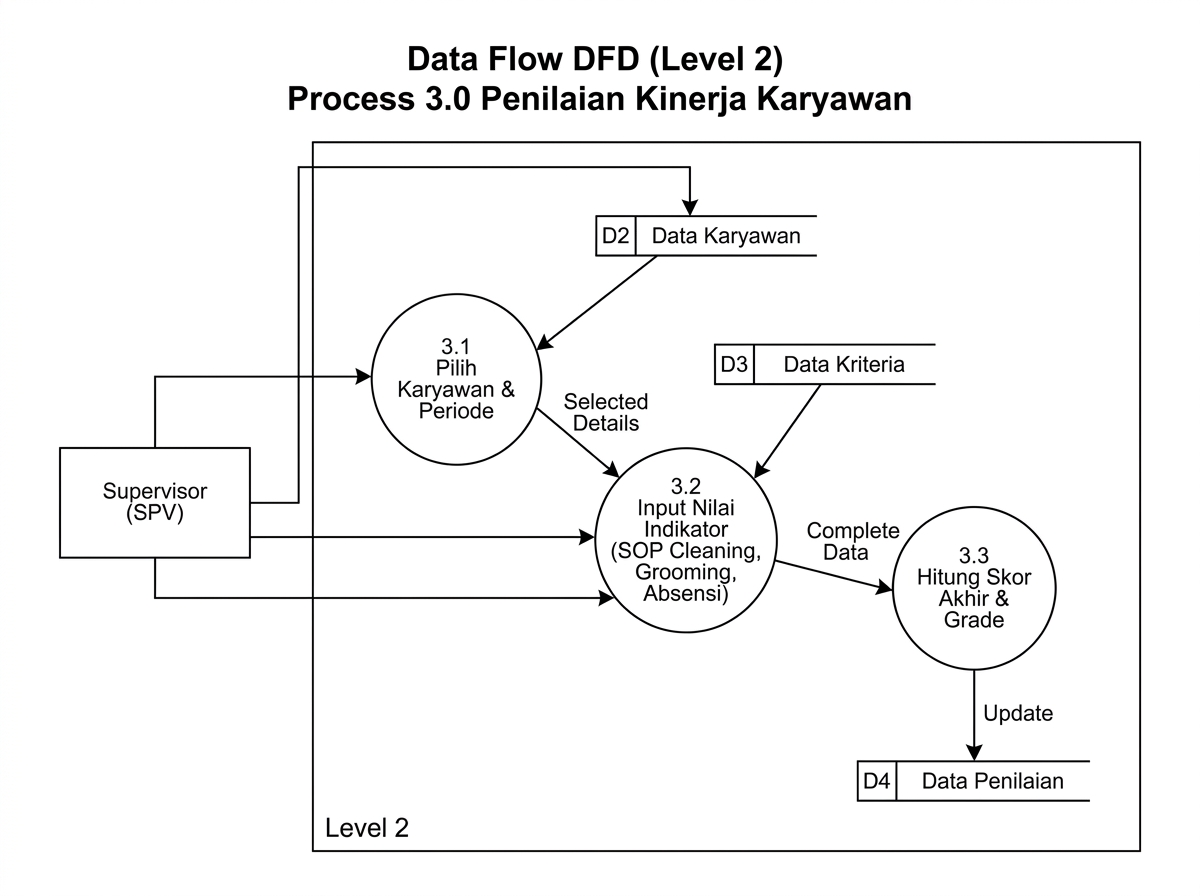 Data Flow DFD (Level 2)
Process 3.0 Penilaian Kinerja Karyawan
D2 Data Karyawan
3.1
Pilih
Karyawan &
Periode
D3 Data Kriteria
Selected
Details
Supervisor
(SPV)
3.2
Input Nilai
Indikator
(SOP Cleaning,
Grooming,
Absensi)
Complete
Data
3.3
Hitung Skor
Akhir &
Grade
Update
D4 Data Penilaian
Level 2